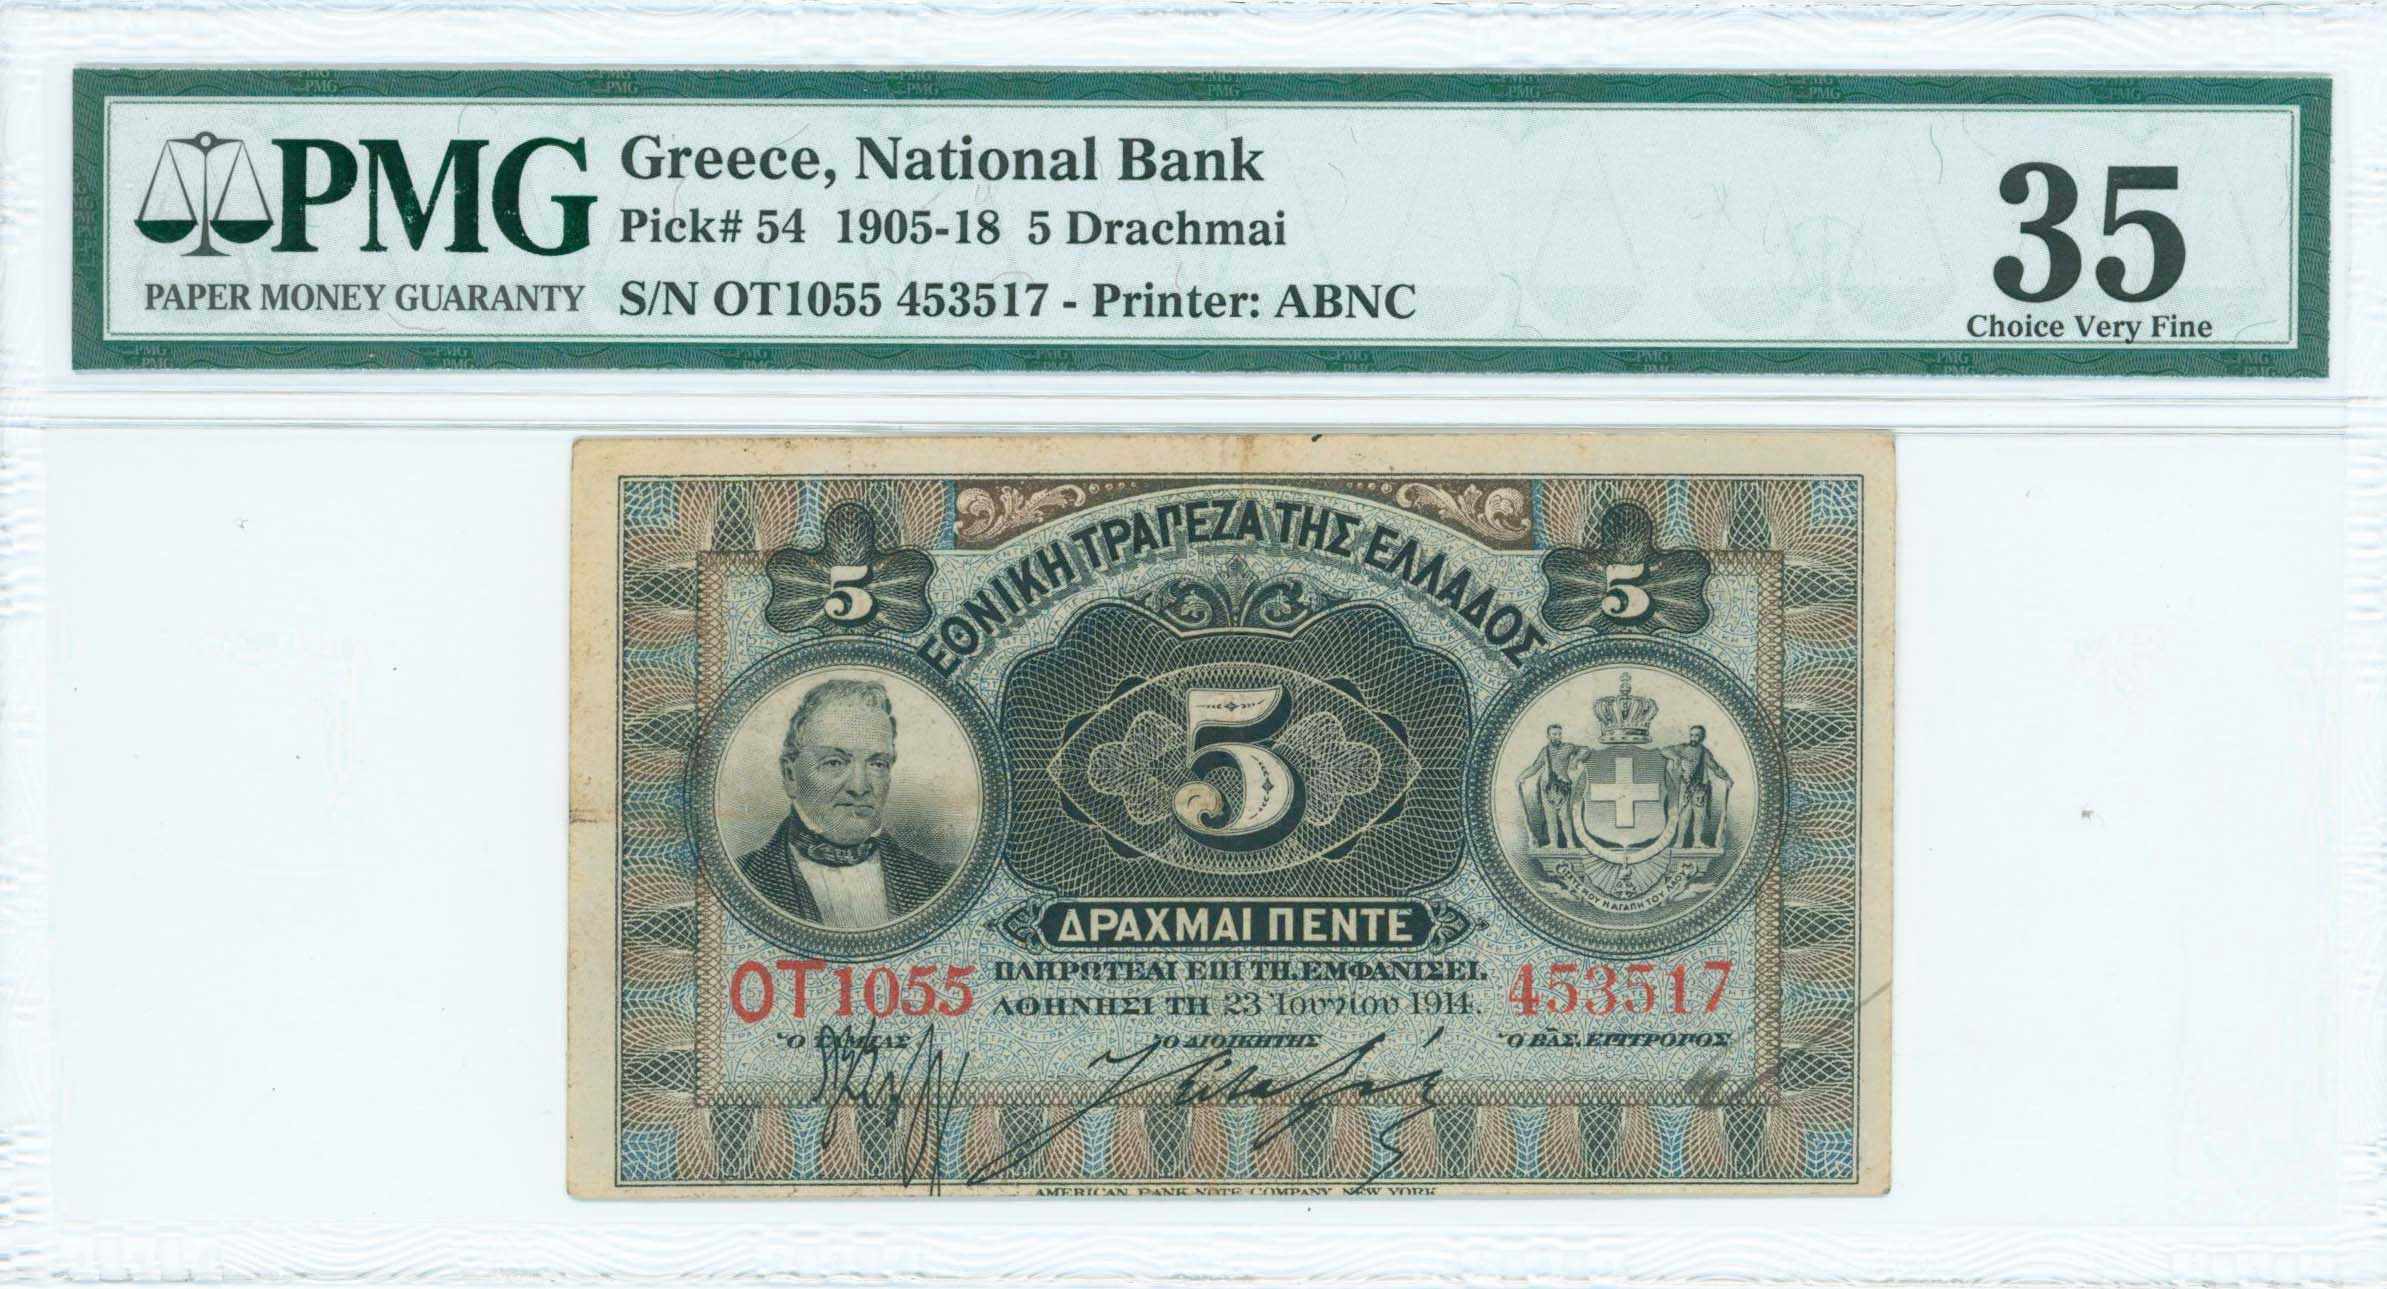 PMG
PAPER MONEY GUARANTY
Greece, National Bank
Pick# 54 1905-18 5 Drachmai
S/N OT1055 453517 - Printer: ABNC
35
Choice Very Fine
5
ΕΘΝΙΚΗ ΤΡΑΠΕΖΑ ΤΗΣ ΕΛΛΑΔΟΣ
5
5
ΔΡΑΧΜΑΙ ΠΕΝΤΕ
ΟΤ1055
ΠΛΗΡΩΤΕΑΙ ΕΠΙ ΤΗ, ΕΜΦΑΝΙΣΕΙ.
453517
ΑΘΗΝΗΣΙ ΤΗ 23 Ἰουνίου 1914.
Ὁ ΤΑΜΙΑΣ
Ὁ ΔΙΟΙΚΗΤΗΣ
Ὁ ΒΑΣ. ΕΠΙΤΡΟΠΟΣ
AMERICAN BANK NOTE COMPANY, NEW YORK